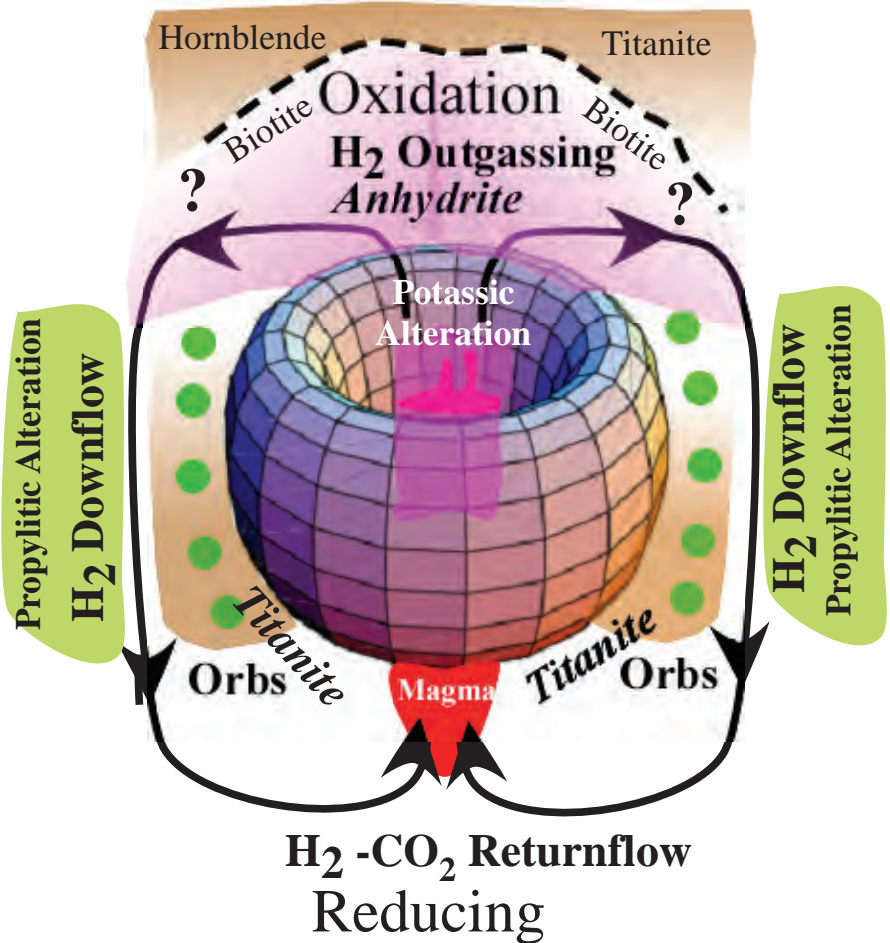 Hornblende
Titanite
Oxidation
Biotite
Biotite
H2 Outgassing
Anhydrite
?
?
Potassic
Alteration
Propylitic Alteration
H2 Downflow
H2 Downflow
Propylitic Alteration
Titanite
Titanite
Orbs
Orbs
Magma
H2 -CO2 Returnflow
Reducing